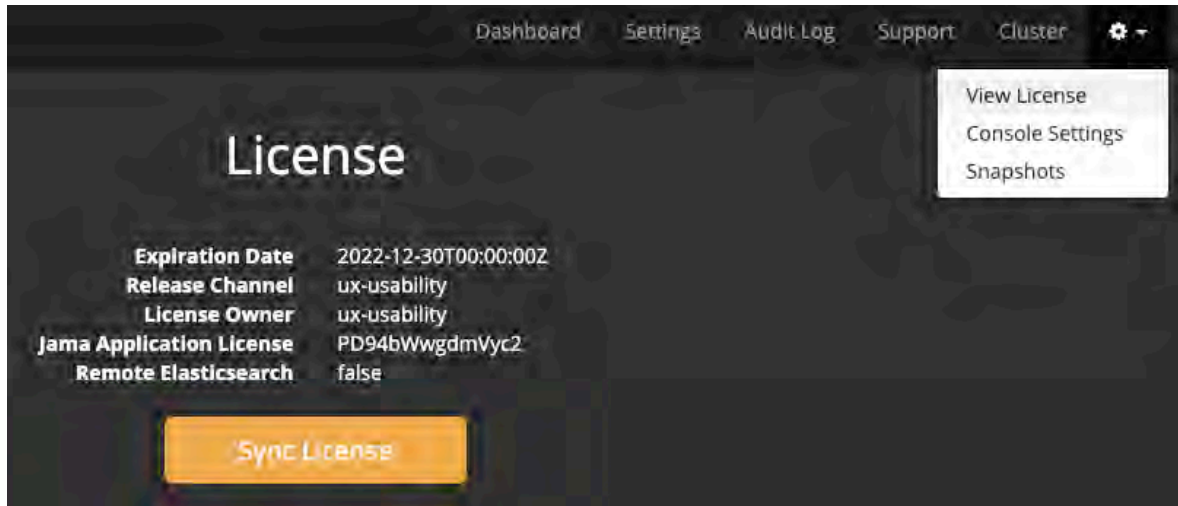 Dashboard Settings Audit Log Support Cluster
View License
Console Settings
Snapshots
License
Expiration Date 2022-12-30T00:00:00Z
Release Channel ux-usability
License Owner ux-usability
Jama Application License PD94bWwgdmVyc2
Remote Elasticsearch false
Sync License